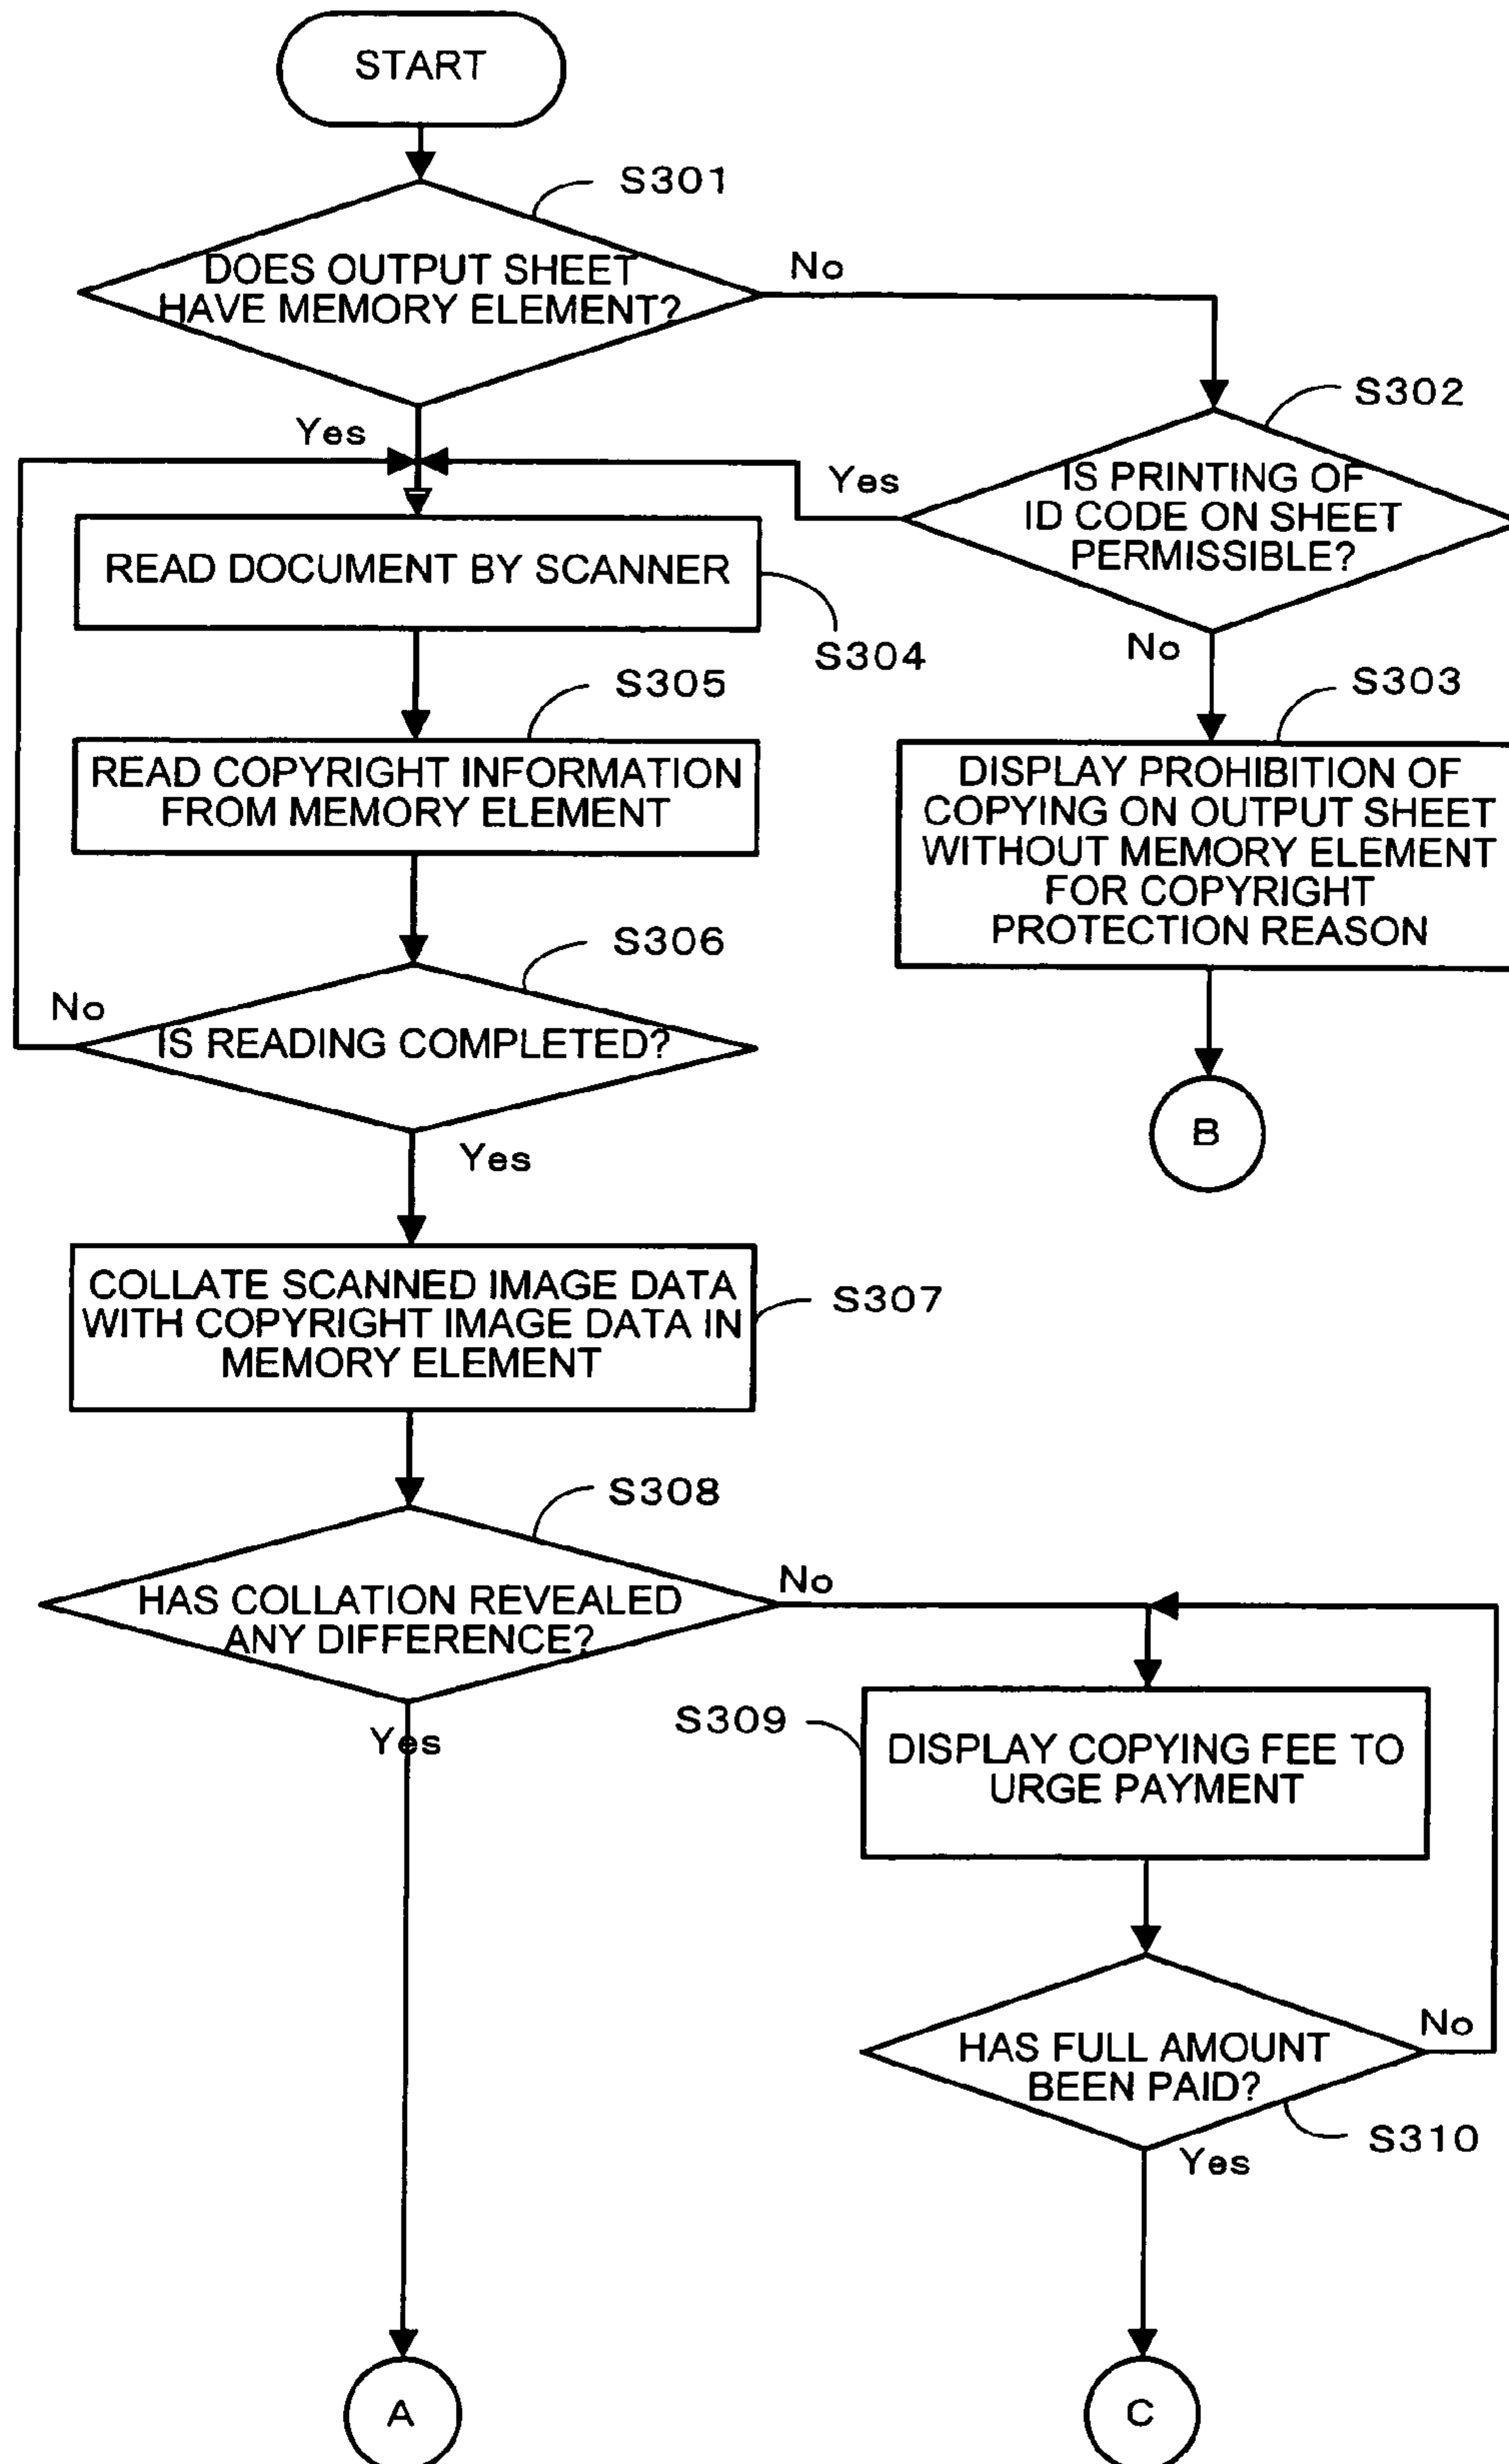 START
S301
DOES OUTPUT SHEET
HAVE MEMORY ELEMENT?
No
Yes
S302
IS PRINTING OF
ID CODE ON SHEET
PERMISSIBLE?
Yes
No
READ DOCUMENT BY SCANNER
S304
S303
DISPLAY PROHIBITION OF
COPYING ON OUTPUT SHEET
WITHOUT MEMORY ELEMENT
FOR COPYRIGHT
PROTECTION REASON
B
S305
READ COPYRIGHT INFORMATION
FROM MEMORY ELEMENT
S306
No
IS READING COMPLETED?
Yes
COLLATE SCANNED IMAGE DATA
WITH COPYRIGHT IMAGE DATA IN
MEMORY ELEMENT
S307
S308
HAS COLLATION REVEALED
ANY DIFFERENCE?
No
Yes
S309
DISPLAY COPYING FEE TO
URGE PAYMENT
HAS FULL AMOUNT
BEEN PAID?
No
S310
Yes
A
C